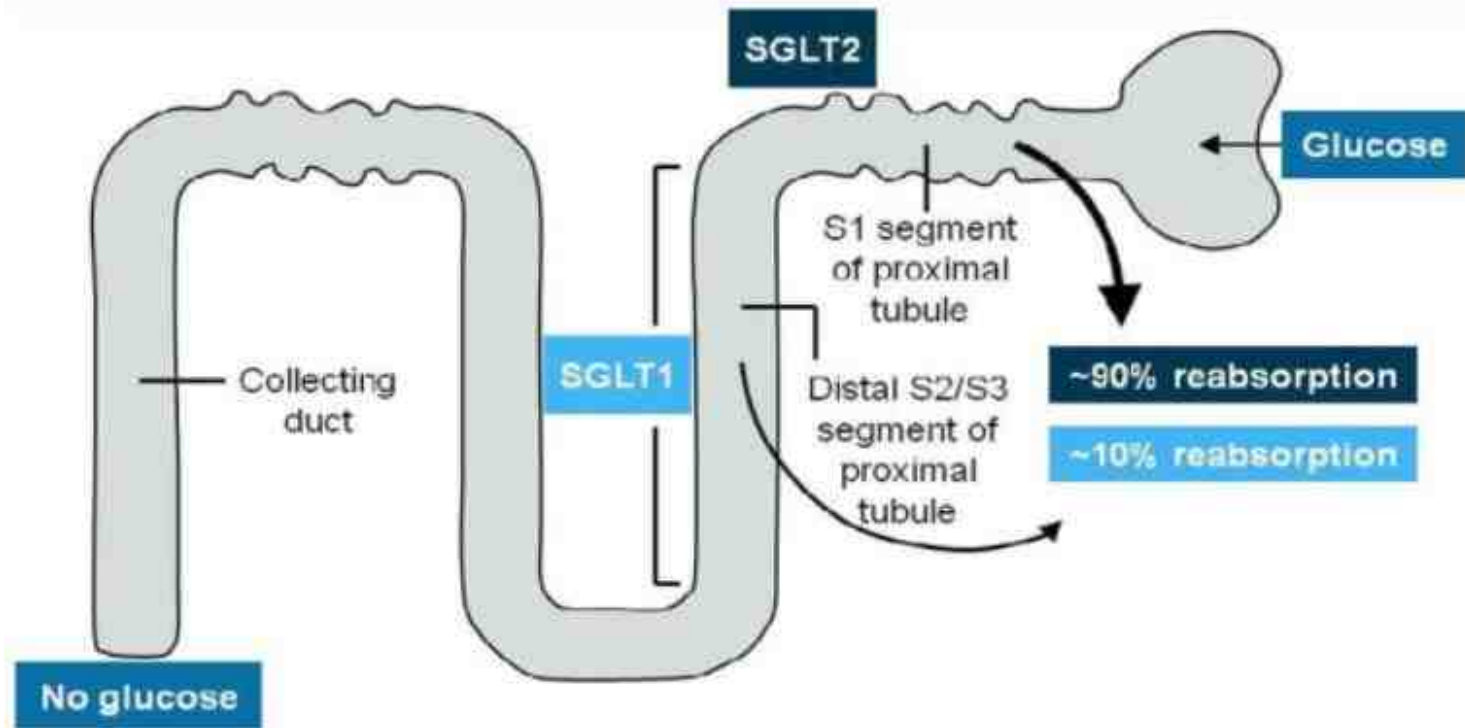 SGLT2
Glucose
S1 segment
of proximal
tubule
SGLT1
Collecting
duct
Distal S2/S3
segment of
proximal
tubule
~90% reabsorption
~10% reabsorption
No glucose